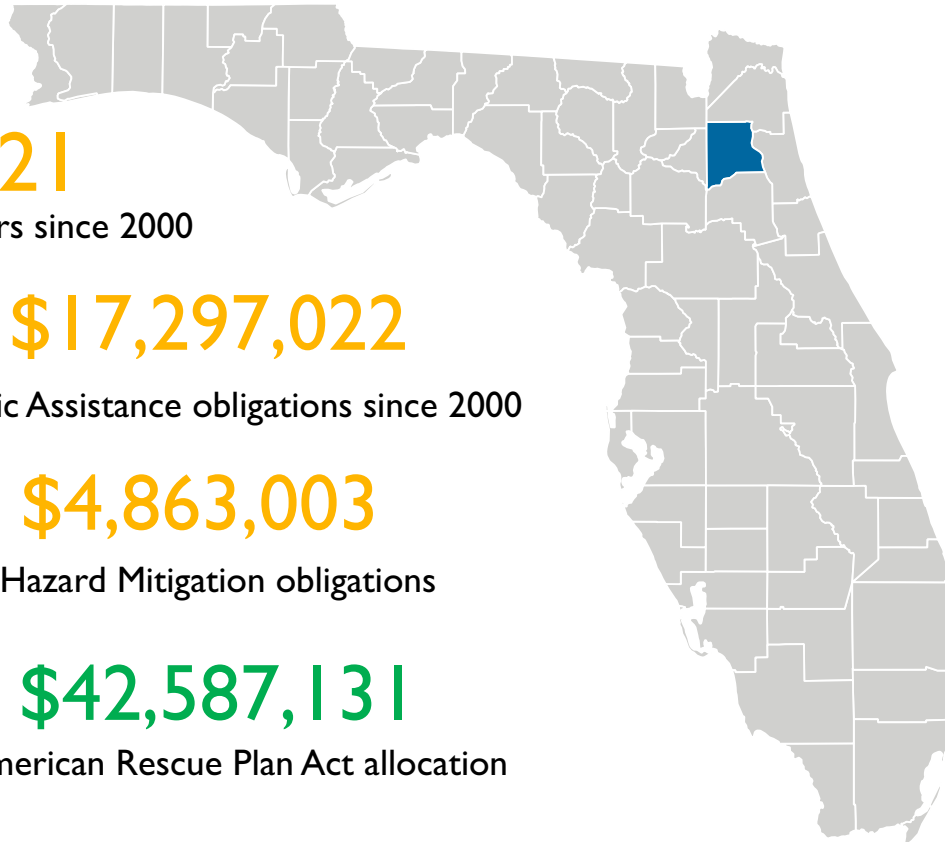 21
rs since 2000
$17,297,022
ic Assistance obligations since 2000
$4,863,003
Hazard Mitigation obligations
$42,587,131
merican Rescue Plan Act allocation